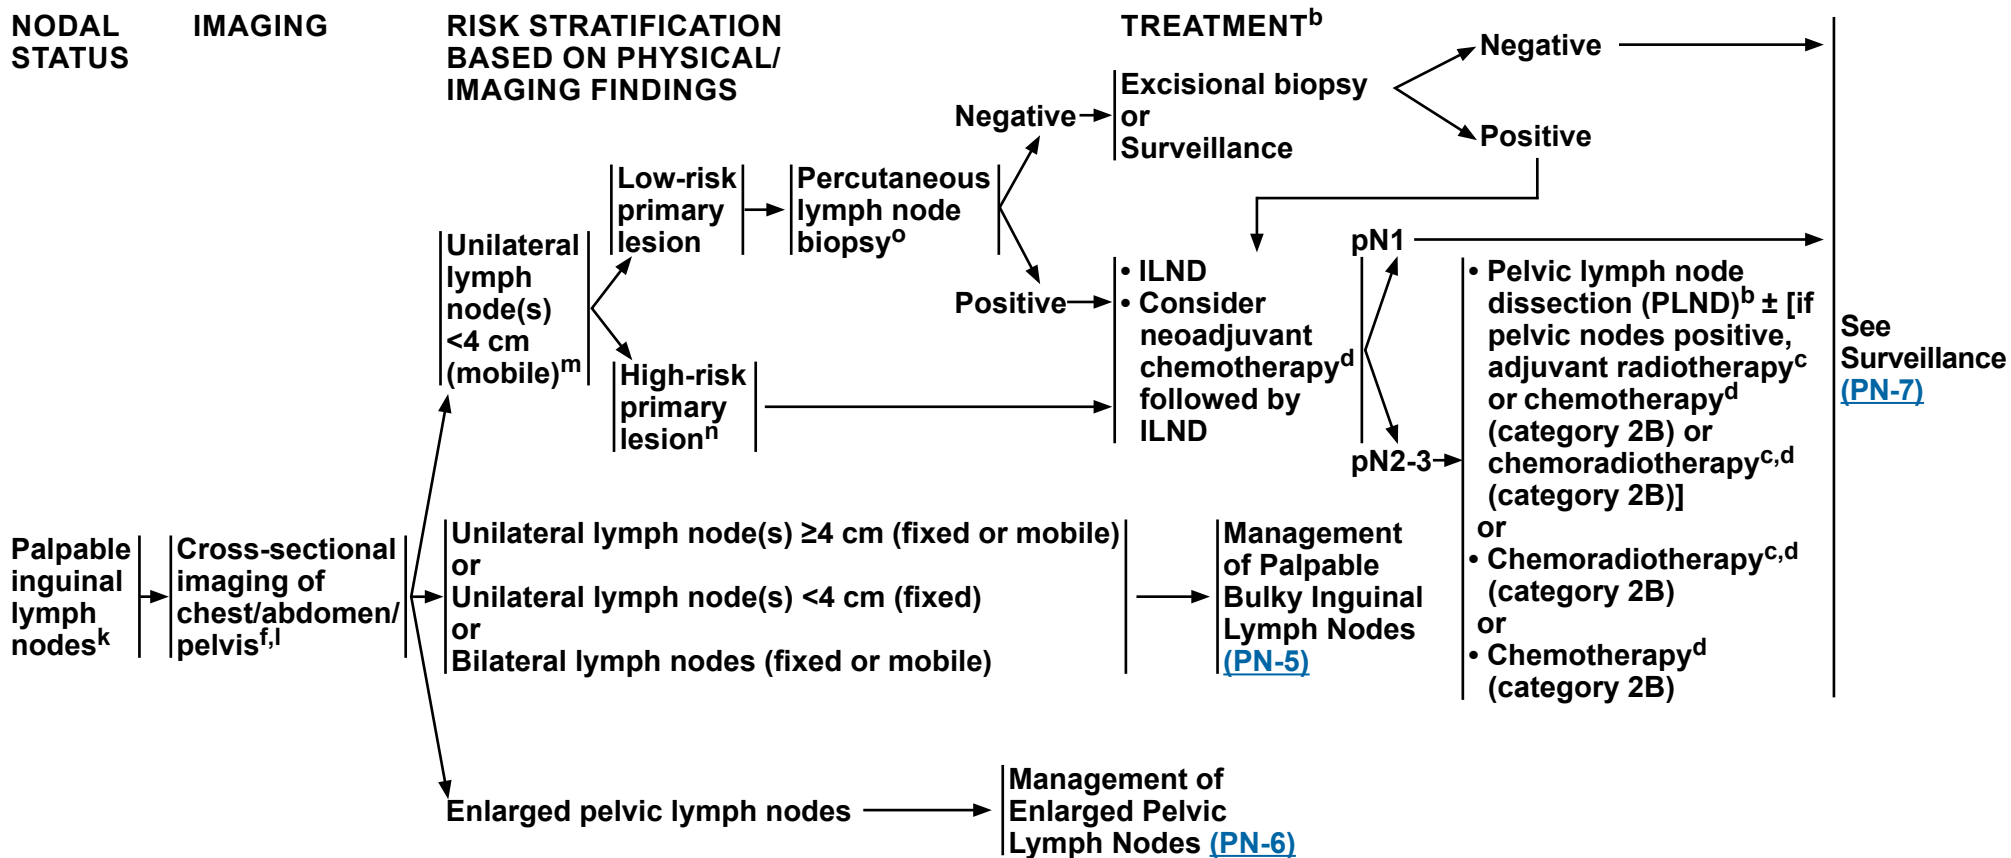 NODAL
STATUS
IMAGING
RISK STRATIFICATION
BASED ON PHYSICAL/
IMAGING FINDINGS
TREATMENTb
Palpable
inguinal
lymph
nodesk
Cross-sectional
imaging of
chest/abdomen/
pelvisf,l
Unilateral
lymph
node(s)
<4 cm
(mobile)m
Low-risk
primary
lesion
Percutaneous
lymph node
biopsyo
Negative
Excisional biopsy
or
Surveillance
Negative
Positive
Positive
High-risk
primary
lesionn
• ILND
• Consider
neoadjuvant
chemotherapyd
followed by
ILND
pN1
pN2-3
• Pelvic lymph node
dissection (PLND)b ± [if
pelvic nodes positive,
adjuvant radiotherapyc
or chemotherapyd
(category 2B) or
chemoradiotherapyc,d
(category 2B)]
or
• Chemoradiotherapyc,d
(category 2B)
or
• Chemotherapyd
(category 2B)
See
Surveillance
(PN-7)
Unilateral lymph node(s) ≥4 cm (fixed or mobile)
or
Unilateral lymph node(s) <4 cm (fixed)
or
Bilateral lymph nodes (fixed or mobile)
Management
of Palpable
Bulky Inguinal
Lymph Nodes
(PN-5)
Enlarged pelvic lymph nodes
Management of
Enlarged Pelvic
Lymph Nodes (PN-6)